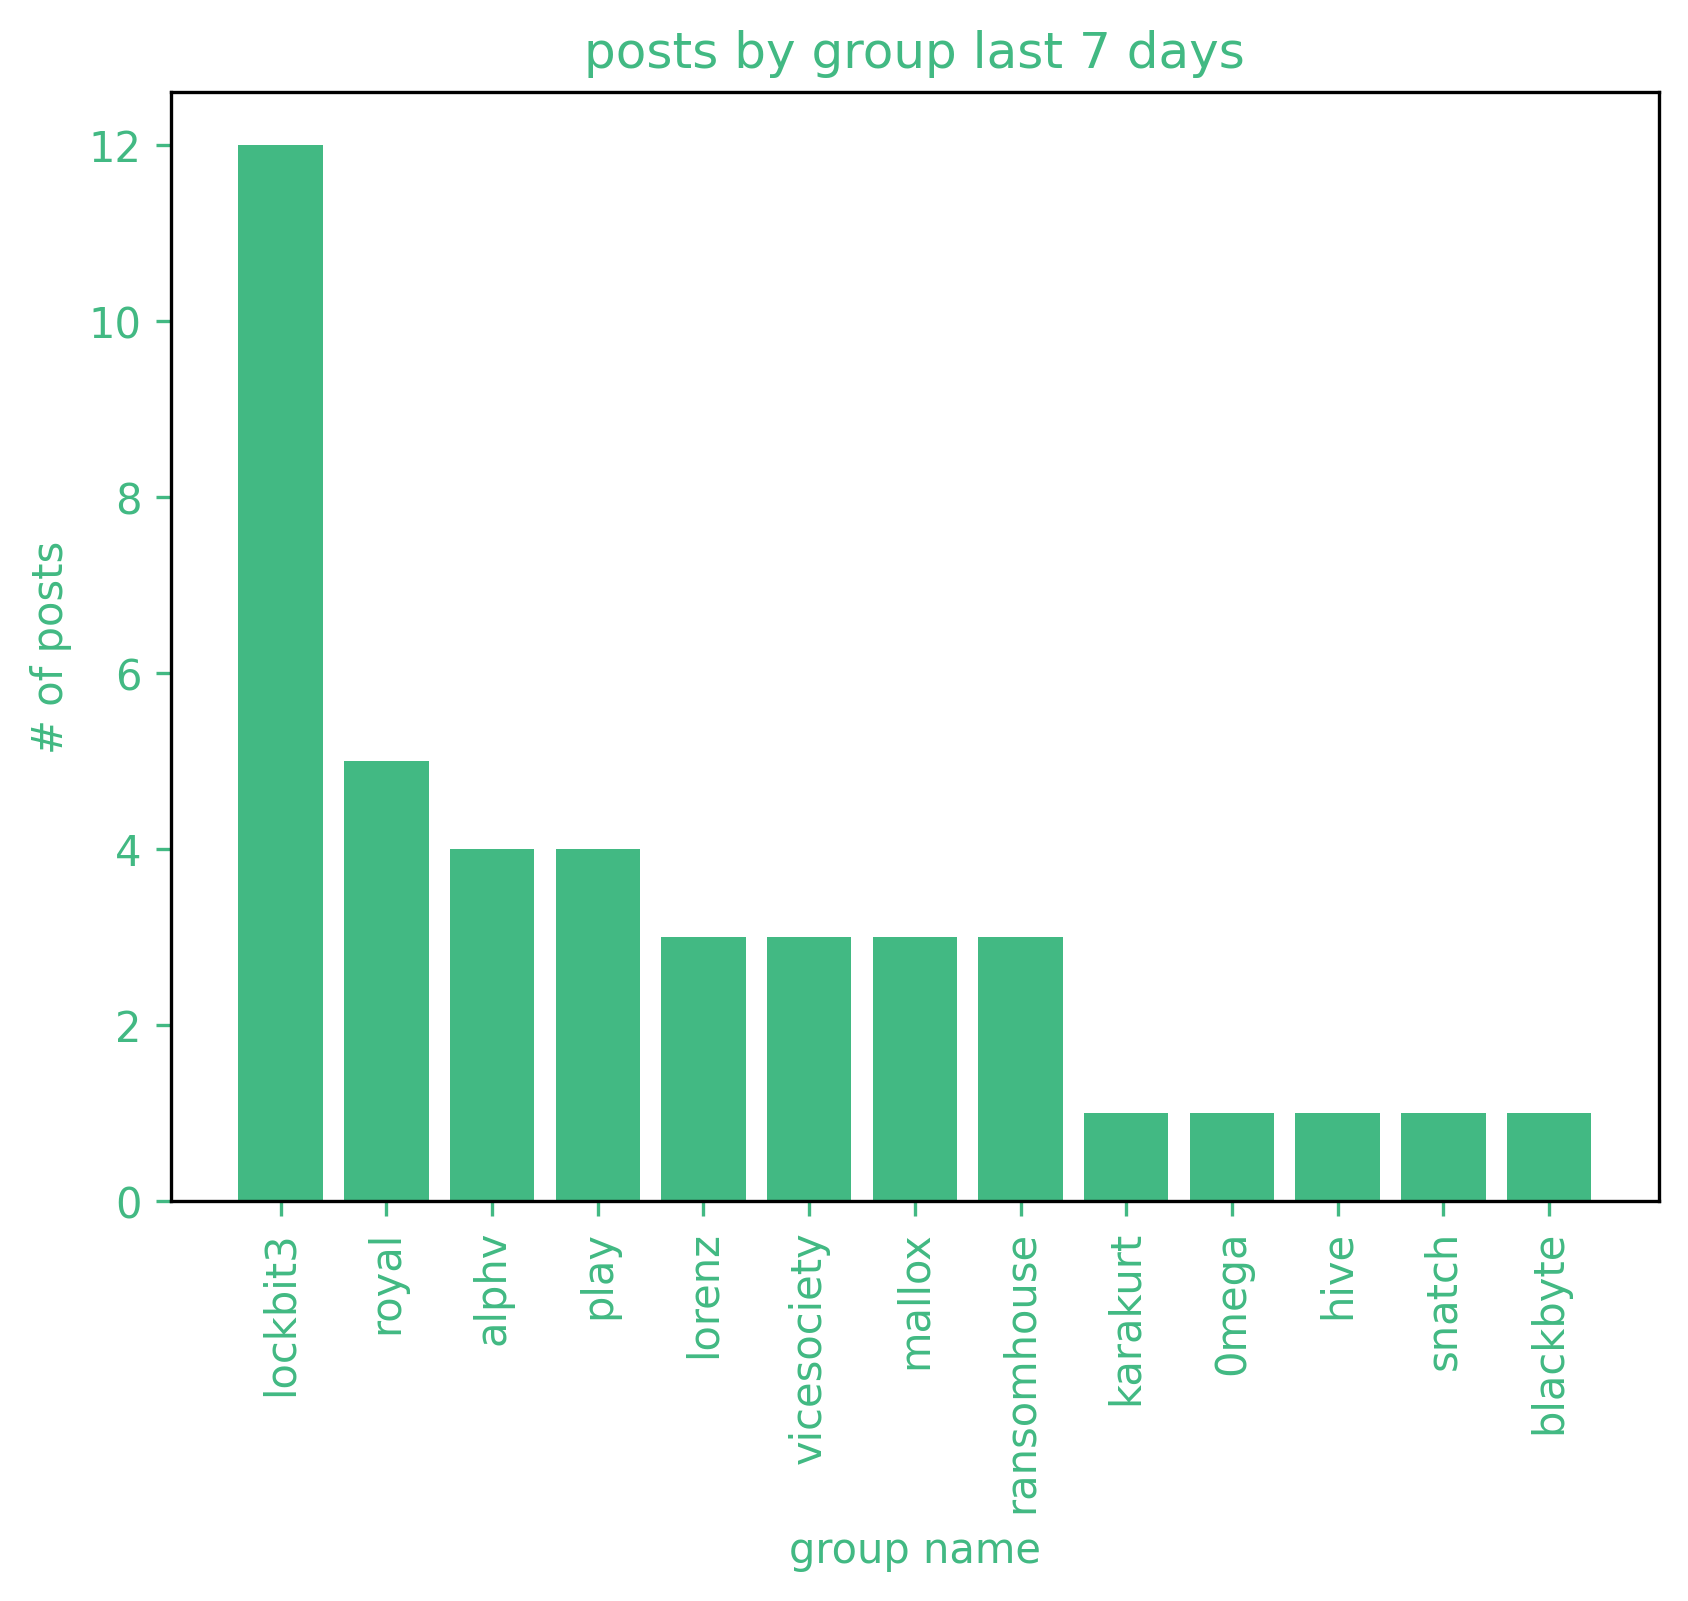 posts by group last 7 days
12
10
8
6
4
2
0
# of posts
lockbit3
royal
alphv
play
lorenz
vicesociety
mallox
ransomhouse
karakurt
0mega
hive
snatch
blackbyte
group name